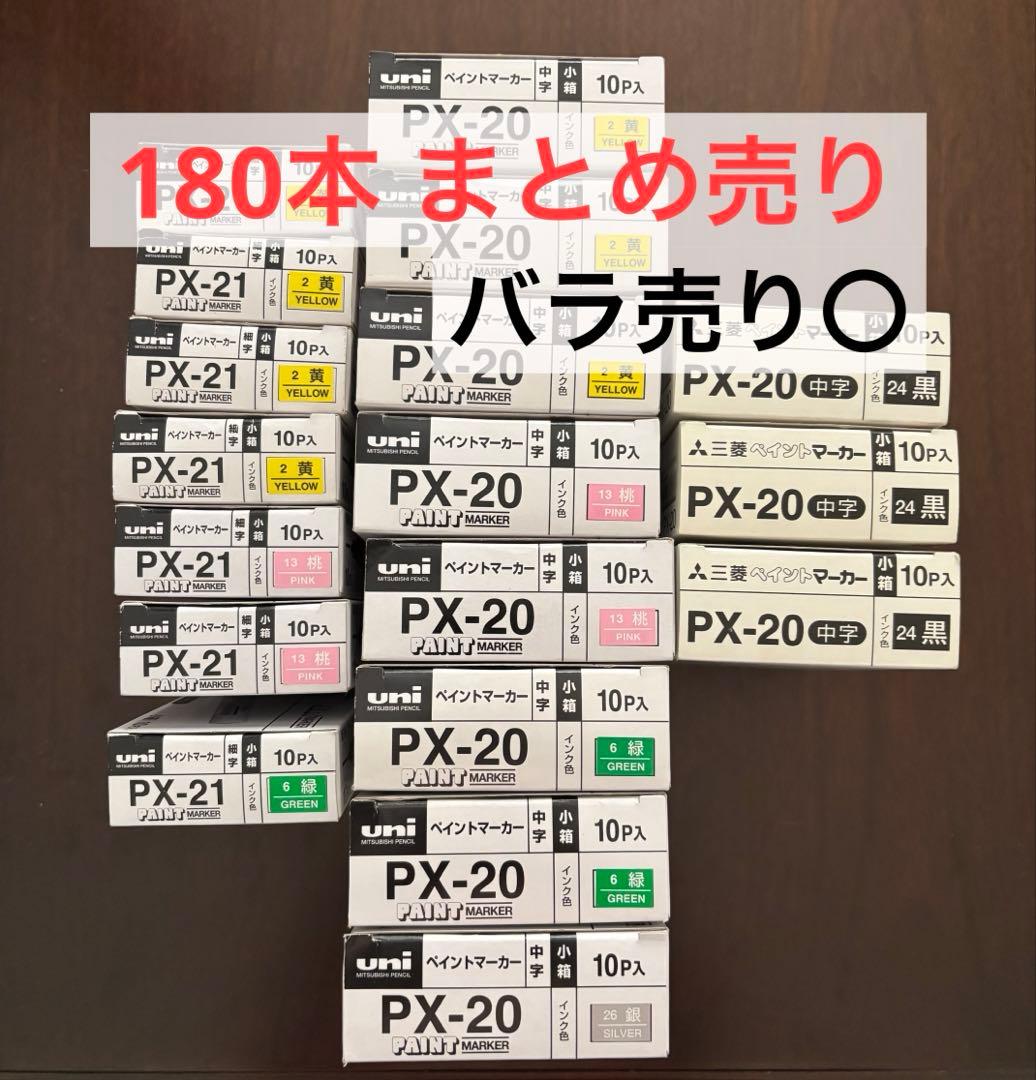 180本 まとめ売り
バラ売り〇
uni ペイントマーカー 中字 小箱 10P入
MITSUBISHI PENCIL
PX-20 インク色 2 黄
YELLOW
PX-20 インク色 2 黄
PAINT YELLOW
uni 小箱 10P入
MITSUBISHI PENCIL
PX-20 インク色 2 黄
PAINT MARKER YELLOW
uni ペイントマーカー 中字 小箱 10P入
MITSUBISHI PENCIL
PX-20 インク色 13 桃
PAINT MARKER PINK
uni ペイントマーカー 中字 小箱 10P入
MITSUBISHI PENCIL
PX-20 インク色 13 桃
PAINT MARKER PINK
uni ペイントマーカー 中字 小箱 10P入
MITSUBISHI PENCIL
PX-20 インク色 6 緑
PAINT MARKER GREEN
uni ペイントマーカー 中字 小箱 10P入
MITSUBISHI PENCIL
PX-20 インク色 6 緑
PAINT MARKER GREEN
uni ペイントマーカー 中字 小箱 10P入
MITSUBISHI PENCIL
PX-20 インク色 26 銀
PAINT MARKER SILVER
PX-21
PAINT MARKER YELLOW
uni ペイントマーカー 細字 小箱 10P入
PX-21 インク色 2 黄
PAINT MARKER YELLOW
uni ペイントマーカー 細字 小箱 10P入
MITSUBISHI PENCIL
PX-21 インク色 2 黄
PAINT MARKER YELLOW
uni ペイントマーカー 細字 小箱 10P入
MITSUBISHI PENCIL
PX-21 インク色 2 黄
PAINT MARKER YELLOW
uni ペイントマーカー 細字 小箱 10P入
MITSUBISHI PENCIL
PX-21 インク色 13 桃
PAINT MARKER PINK
uni ペイントマーカー 細字 小箱 10P入
MITSUBISHI PENCIL
PX-21 インク色 13 桃
PAINT MARKER PINK
uni ペイントマーカー 細字 小箱 10P入
MITSUBISHI PENCIL
PX-21 インク色 6 緑
PAINT MARKER GREEN
三菱ペイントマーカー 小箱 10P入
PX-20 中字 インク色 24 黒
三菱ペイントマーカー 小箱 10P入
PX-20 中字 インク色 24 黒
三菱ペイントマーカー 小箱 10P入
PX-20 中字 インク色 24 黒